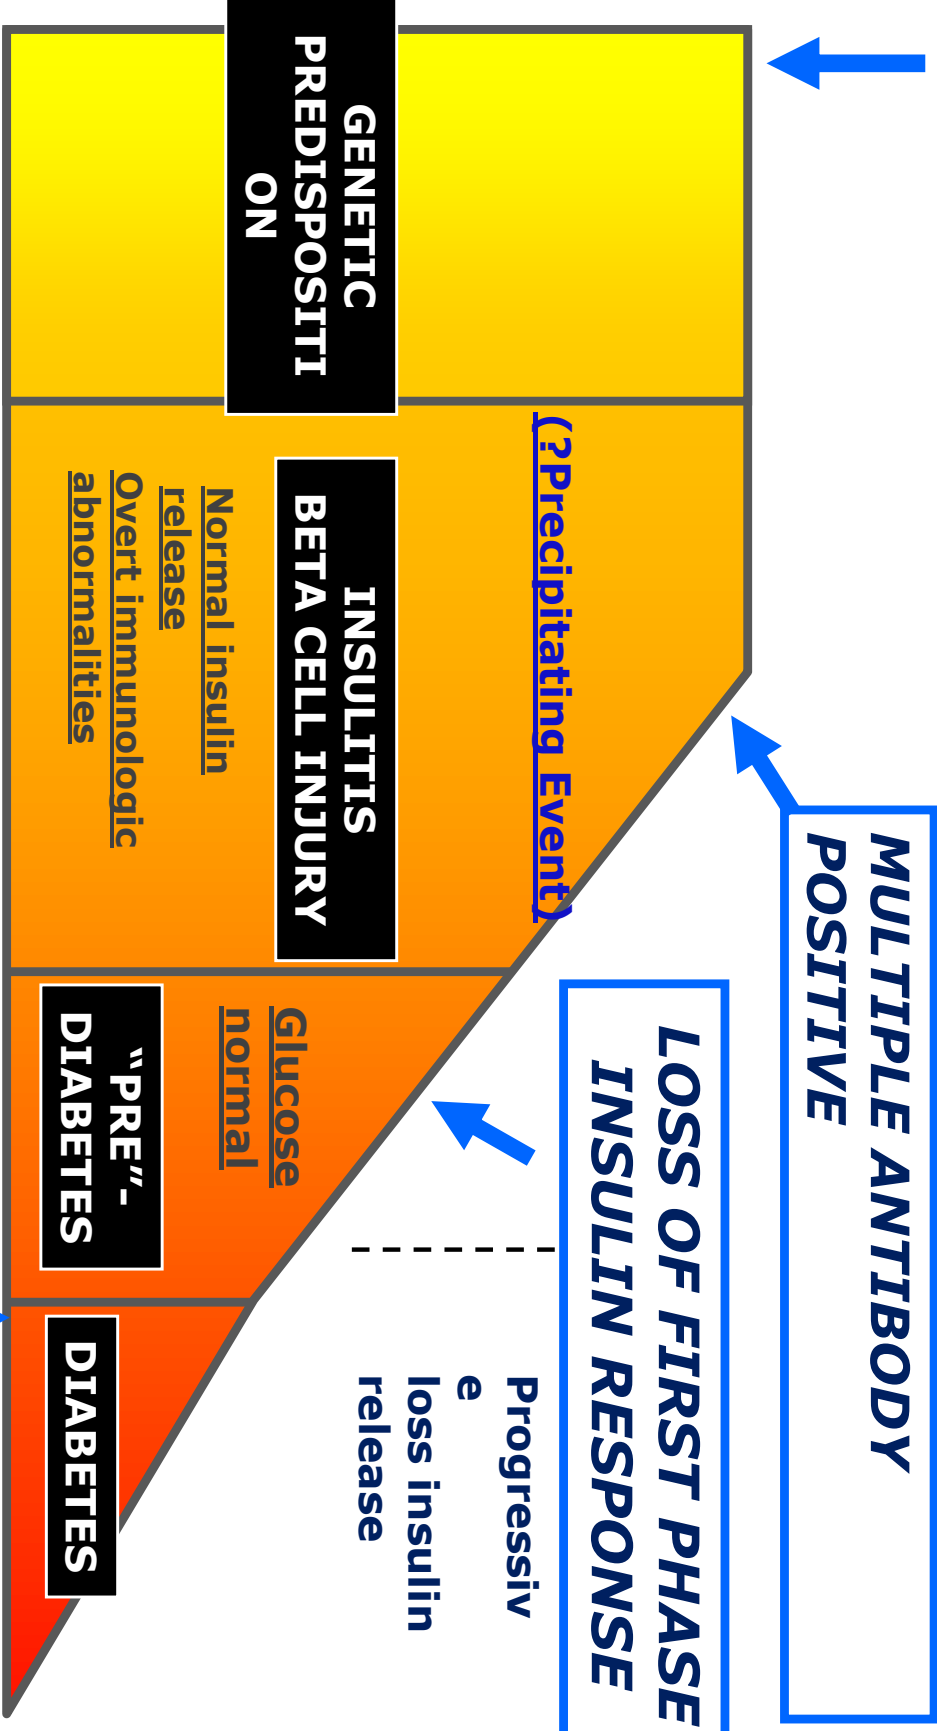 MULTIPLE ANTIBODY
POSITIVE
LOSS OF FIRST PHASE
INSULIN RESPONSE
Progressiv
e
loss insulin
release
(?Precipitating Event)
GENETIC
PREDISPOSITI
ON
INSULITIS
BETA CELL INJURY
Normal insulin
release
Overt immunologic
abnormalities
Glucose
normal
“PRE”-
DIABETES
DIABETES